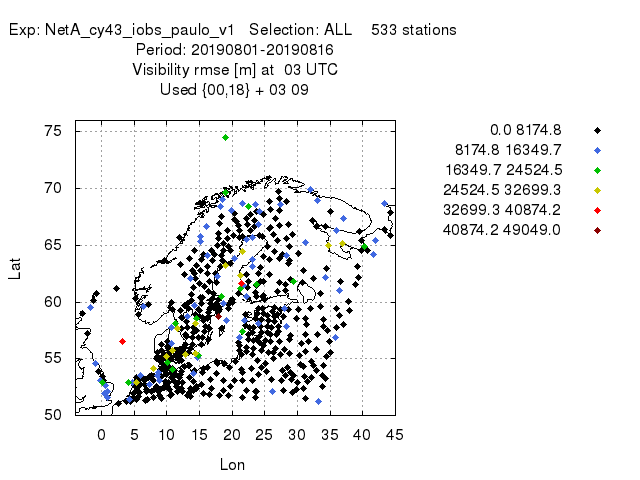 Exp: NetA_cy43_iobs_paulo_v1 Selection: ALL 533 stations
Period: 20190801-20190816
Visibility rmse [m] at 03 UTC
Used {00,18} + 03 09
0.0 8174.8
8174.8 16349.7
16349.7 24524.5
24524.5 32699.3
32699.3 40874.2
40874.2 49049.0
75
70
65
60
55
50
Lat
0 5 10 15 20 25 30 35 40 45
Lon